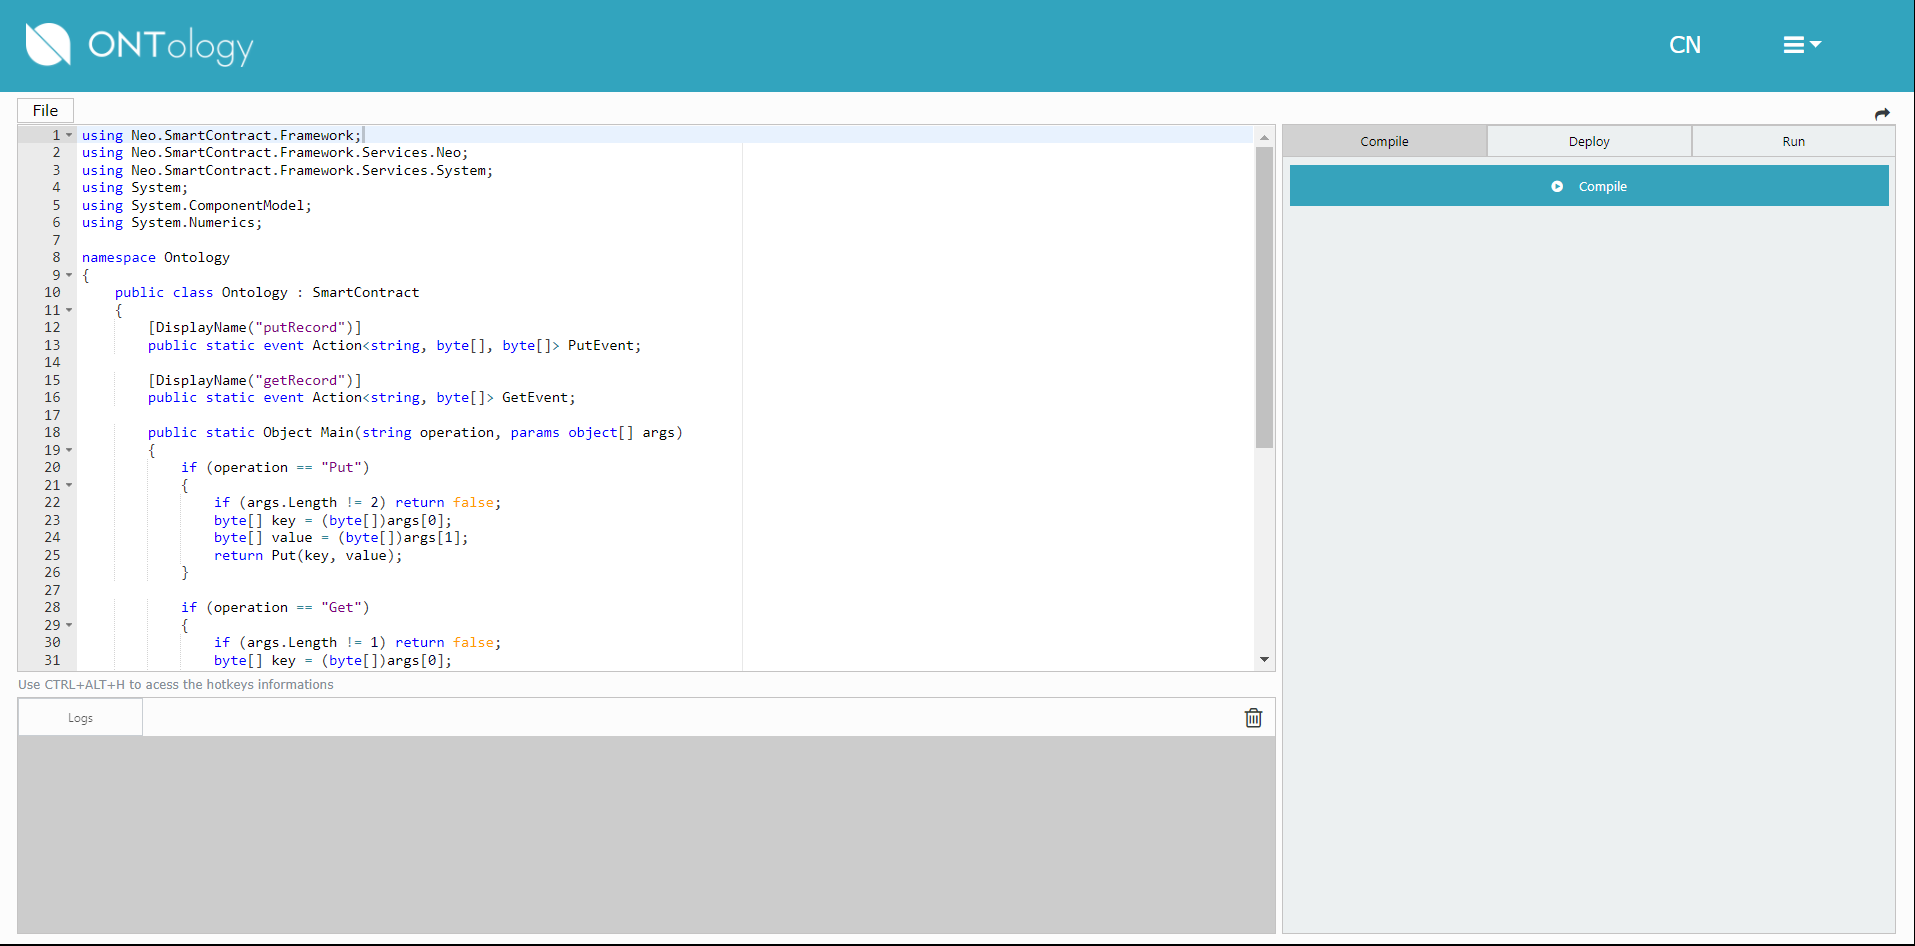 ONTology
CN
File
1 using Neo.SmartContract.Framework;
2 using Neo.SmartContract.Framework.Services.Neo;
3 using Neo.SmartContract.Framework.Services.System;
4 using System;
5 using System.ComponentModel;
6 using System.Numerics;
7
8 namespace Ontology
9 {
10     public class Ontology : SmartContract
11     {
12         [DisplayName("putRecord")]
13         public static event Action<string, byte[], byte[]> PutEvent;
14
15         [DisplayName("getRecord")]
16         public static event Action<string, byte[]> GetEvent;
17
18         public static Object Main(string operation, params object[] args)
19         {
20             if (operation == "Put")
21             {
22                 if (args.Length != 2) return false;
23                 byte[] key = (byte[])args[0];
24                 byte[] value = (byte[])args[1];
25                 return Put(key, value);
26             }
27
28             if (operation == "Get")
29             {
30                 if (args.Length != 1) return false;
31                 byte[] key = (byte[])args[0];
Use CTRL+ALT+H to acess the hotkeys informations
Logs
Compile Deploy Run
Compile